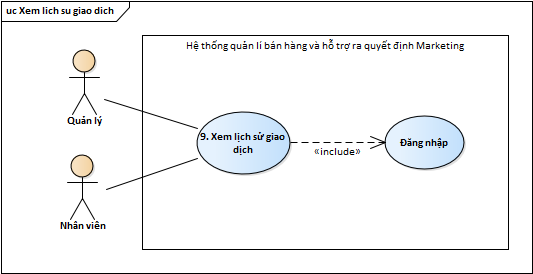 uc Xem lich su giao dich
Hệ thống quản lí bán hàng và hỗ trợ ra quyết định Marketing
Quản lý
9. Xem lịch sử giao
dịch
Đăng nhập
«include»
Nhân viên